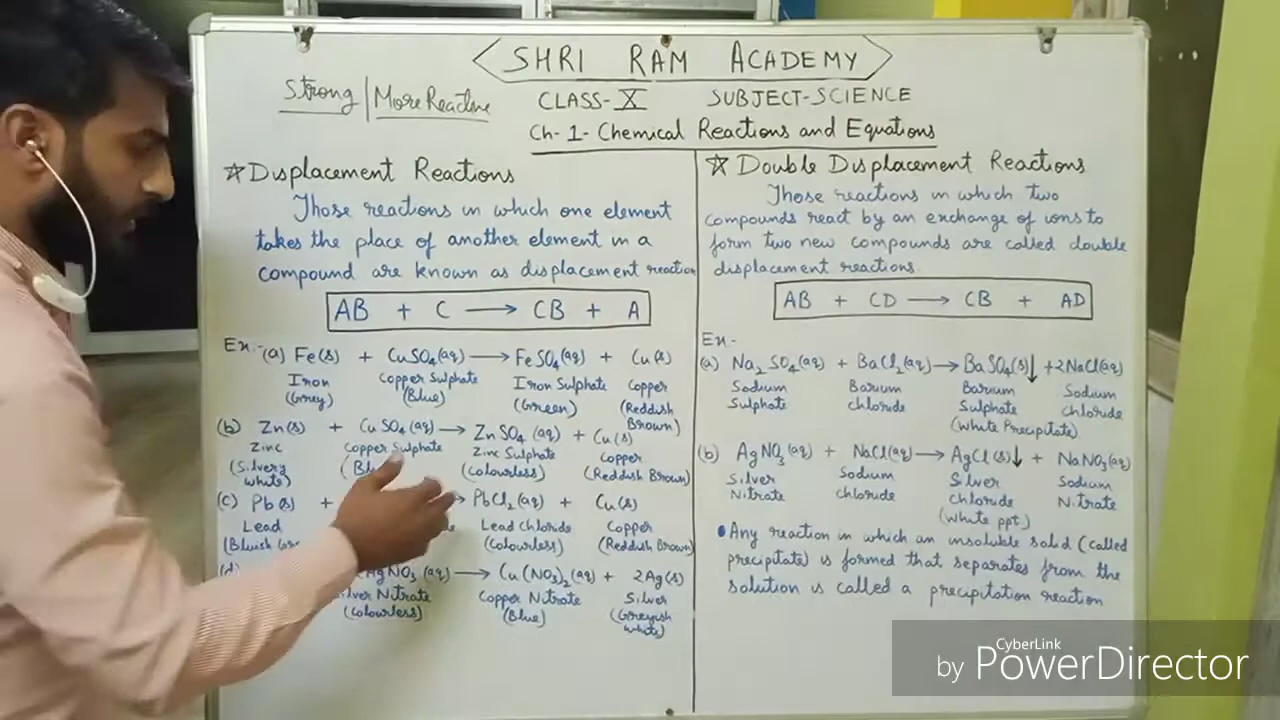 SHRI RAM ACADEMY
Strong / More Reactive
CLASS-X SUBJECT-SCIENCE
Ch-1-Chemical Reactions and Equations
☆Displacement Reactions
Those reactions in which one element
takes the place of another element in a
compound are known as displacement reaction
AB + C ⟶ CB + A
Ex:-(a) Fe(s) + CuSO4(aq) ⟶ FeSO4(aq) + Cu(s)
Iron Copper Sulphate Iron Sulphate Copper
(Grey) (Blue) (Green) (Reddish
Brown)
(b) Zn(s) + CuSO4(aq) ⟶ ZnSO4(aq) + Cu(s)
Zinc Copper Sulphate Zinc Sulphate Copper
(Silvery (colourless) (Reddish Brown)
white)
(c) Pb(s) + PbCl2(aq) + Cu(s)
Lead Lead Chloride Copper
(Bluish (colourless) (Reddish Brown)
(d) AgNO3(aq) ⟶ Cu(NO3)2(aq) + 2Ag(s)
Silver Nitrate Copper Nitrate Silver
(colourless) (Blue) (Greyish
white)
☆ Double Displacement Reactions
Those reactions in which two
compounds react by an exchange of ions to
form two new compounds are called double
displacement reactions.
AB + CD ⟶ CB + AD
Ex-
(a) Na2SO4(aq) + BaCl2(aq) ⟶ BaSO4(s)↓ +2NaCl(aq)
Sodium Barium Barium Sodium
Sulphate chloride Sulphate chloride
(White Precipitate)
(b) AgNO3(aq) + NaCl(aq) ⟶ AgCl(s)↓ + NaNO3(aq)
Silver Sodium Silver Sodium
Nitrate chloride Chloride Nitrate
(White ppt.)
• Any reaction in which an insoluble solid (called
precipitate) is formed that separates from the
solution is called a precipitation reaction
CyberLink
by PowerDirector